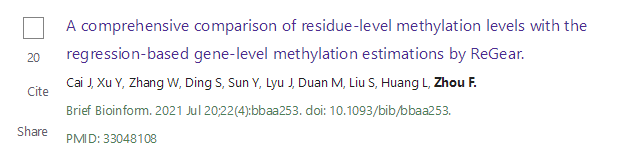 A comprehensive comparison of residue-level methylation levels with the
20
regression-based gene-level methylation estimations by ReGear.
Cite
Cai J, Xu Y, Zhang W, Ding S, Sun Y, Lyu J, Duan M, Liu S, Huang L, Zhou F.
Brief Bioinform. 2021 Jul 20;22(4):bbaa253. doi: 10.1093/bib/bbaa253.
Share
PMID: 33048108